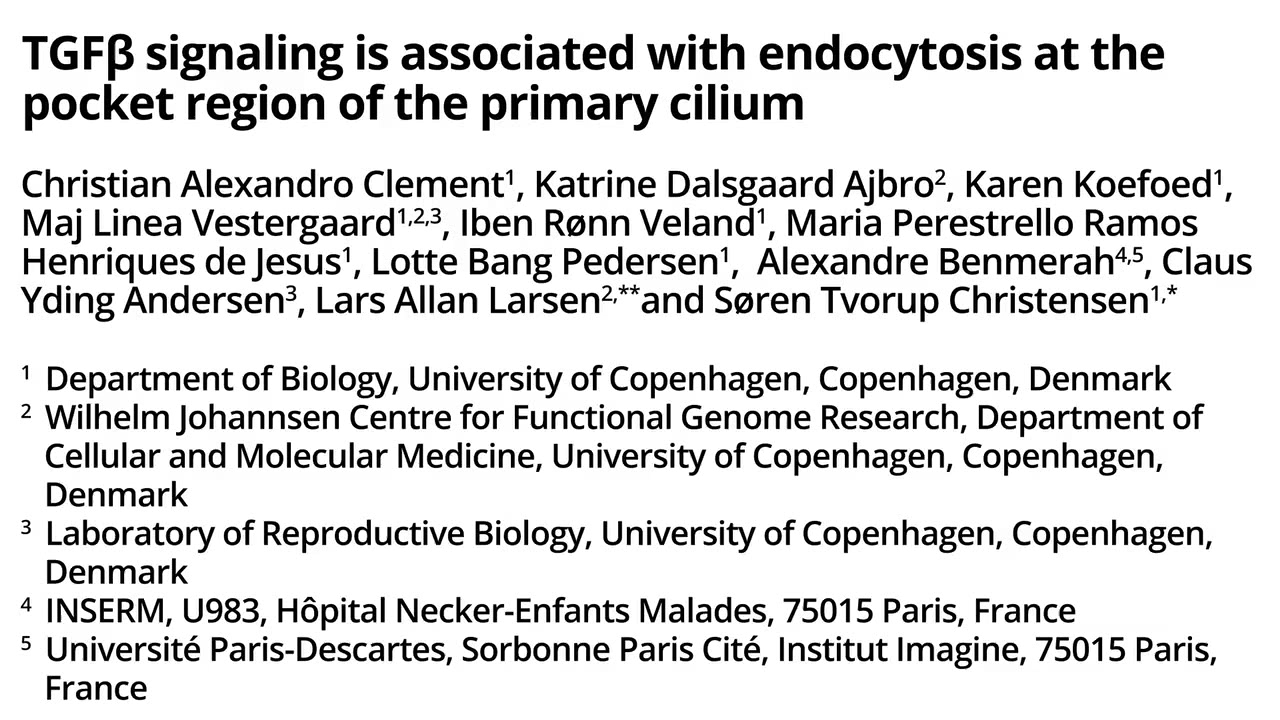 TGFβ signaling is associated with endocytosis at the
pocket region of the primary cilium
Christian Alexandro Clement¹, Katrine Dalsgaard Ajbro², Karen Koefoed¹,
Maj Linea Vestergaard¹,²,³, Iben Rønn Veland¹, Maria Perestrello Ramos
Henriques de Jesus¹, Lotte Bang Pedersen¹, Alexandre Benmerah⁴,⁵, Claus
Yding Andersen³, Lars Allan Larsen²,**and Søren Tvorup Christensen¹,*
¹ Department of Biology, University of Copenhagen, Copenhagen, Denmark
² Wilhelm Johannsen Centre for Functional Genome Research, Department of
Cellular and Molecular Medicine, University of Copenhagen, Copenhagen,
Denmark
³ Laboratory of Reproductive Biology, University of Copenhagen, Copenhagen,
Denmark
⁴ INSERM, U983, Hôpital Necker-Enfants Malades, 75015 Paris, France
⁵ Université Paris-Descartes, Sorbonne Paris Cité, Institut Imagine, 75015 Paris,
France